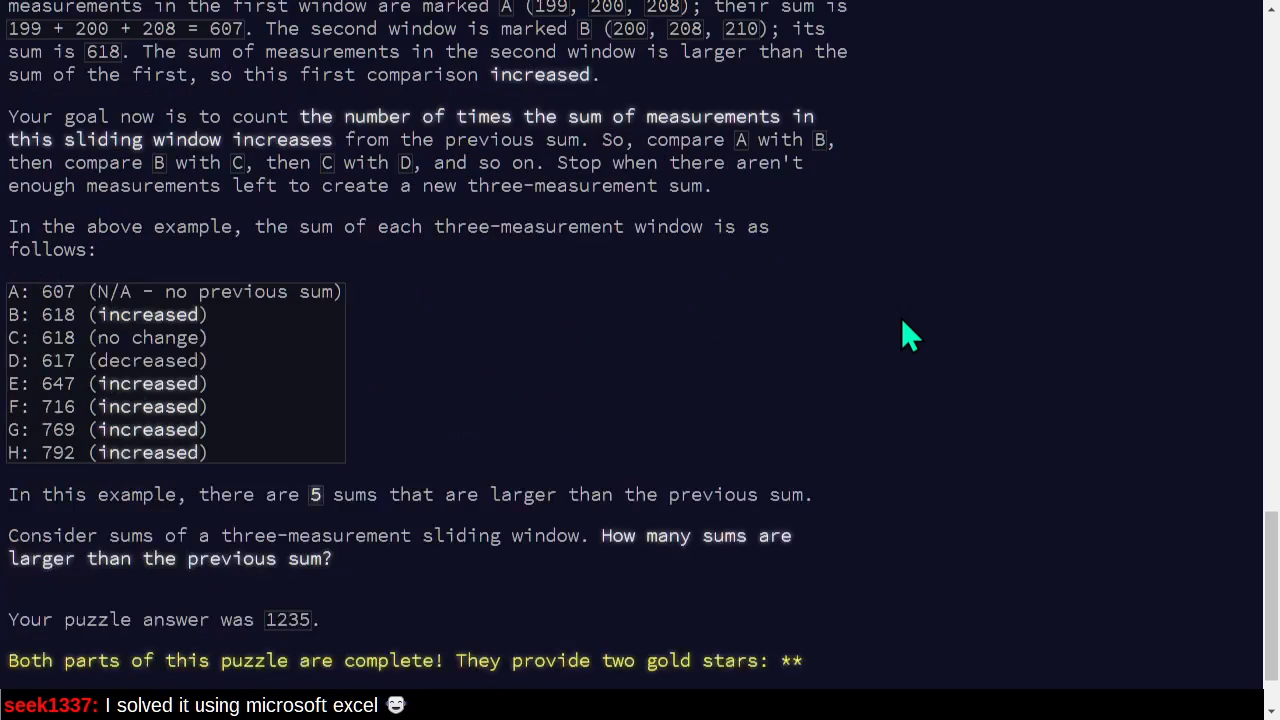 measurements in the first window are marked A (199, 200, 208); their sum is
199 + 200 + 208 = 607. The second window is marked B (200, 208, 210); its
sum is 618. The sum of measurements in the second window is larger than the
sum of the first, so this first comparison increased.
Your goal now is to count the number of times the sum of measurements in
this sliding window increases from the previous sum. So, compare A with B,
then compare B with C, then C with D, and so on. Stop when there aren't
enough measurements left to create a new three-measurement sum.
In the above example, the sum of each three-measurement window is as
follows:
A: 607 (N/A - no previous sum)
B: 618 (increased)
C: 618 (no change)
D: 617 (decreased)
E: 647 (increased)
F: 716 (increased)
G: 769 (increased)
H: 792 (increased)
In this example, there are 5 sums that are larger than the previous sum.
Consider sums of a three-measurement sliding window. How many sums are
larger than the previous sum?
Your puzzle answer was 1235.
Both parts of this puzzle are complete! They provide two gold stars: **
seek1337: I solved it using microsoft excel